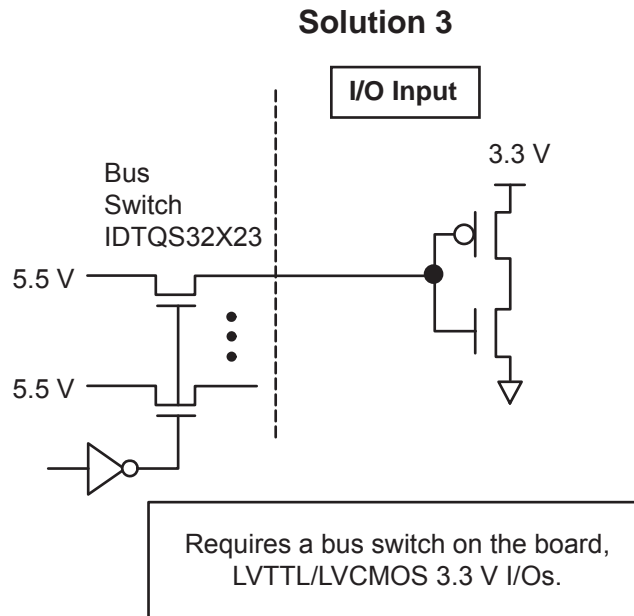 Solution 3
I/O Input
3.3 V
Bus
Switch
IDTQS32X23
5.5 V
5.5 V
Requires a bus switch on the board,
LVTTL/LVCMOS 3.3 V I/Os.